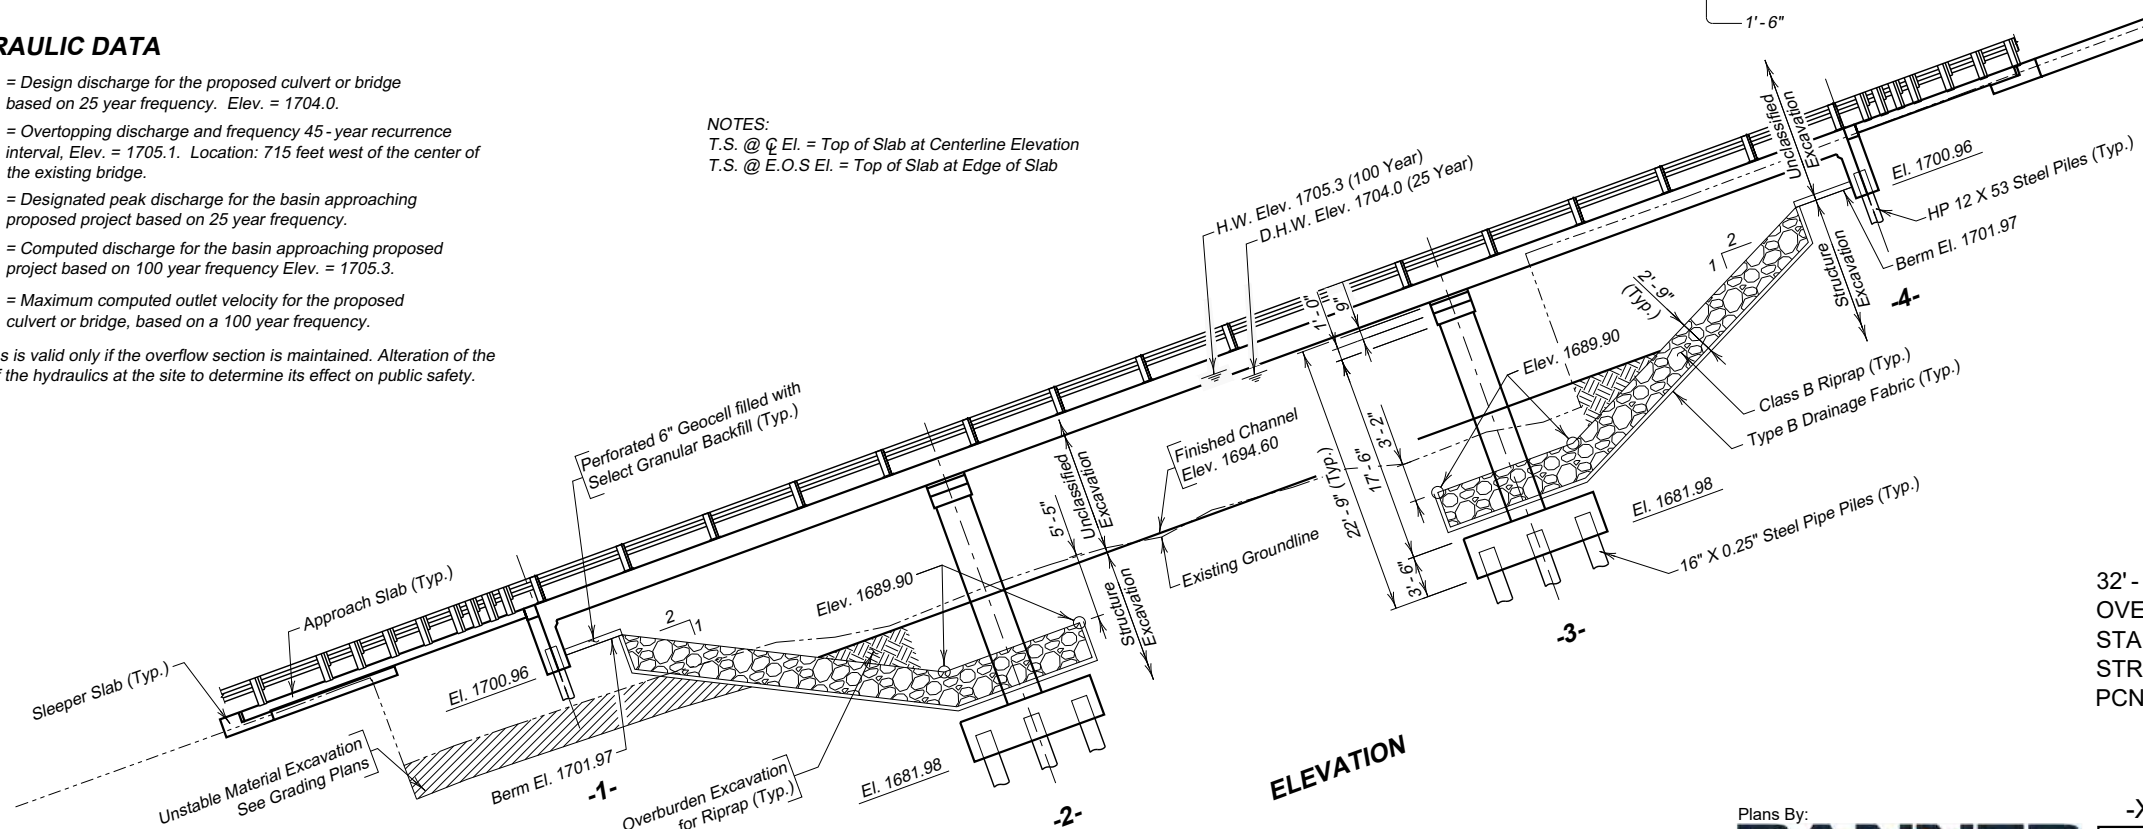 RAULIC DATA
= Design discharge for the proposed culvert or bridge
based on 25 year frequency. Elev. = 1704.0.
= Overtopping discharge and frequency 45-year recurrence
interval, Elev. = 1705.1. Location: 715 feet west of the center of
the existing bridge.
= Designated peak discharge for the basin approaching
proposed project based on 25 year frequency.
= Computed discharge for the basin approaching proposed
project based on 100 year frequency Elev. = 1705.3.
= Maximum computed outlet velocity for the proposed
culvert or bridge, based on a 100 year frequency.
s is valid only if the overflow section is maintained. Alteration of the
f the hydraulics at the site to determine its effect on public safety.
NOTES:
T.S. @ ℄ El. = Top of Slab at Centerline Elevation
T.S. @ E.O.S El. = Top of Slab at Edge of Slab
1'-6"
H.W. Elev. 1705.3 (100 Year)
D.H.W. Elev. 1704.0 (25 Year)
Unclassified
Excavation
El. 1700.96
HP 12 X 53 Steel Piles (Typ.)
Berm El. 1701.97
Structure
Excavation
-4-
2
1
2'-9"
(Typ.)
1'-0"
9"
Elev. 1689.90
Class B Riprap (Typ.)
Type B Drainage Fabric (Typ.)
3'-2"
17'-6"
22'-9" (Typ.)
3'-6"
El. 1681.98
16" X 0.25" Steel Pipe Piles (Typ.)
-3-
Perforated 6" Geocell filled with
Select Granular Backfill (Typ.)
Finished Channel
Elev. 1694.60
Unclassified
Excavation
5'-5"
Existing Groundline
Structure
Excavation
Elev. 1689.90
Approach Slab (Typ.)
2
1
Sleeper Slab (Typ.)
El. 1700.96
Unstable Material Excavation
See Grading Plans
Berm El. 1701.97
-1-
Overburden Excavation
for Riprap (Typ.)
El. 1681.98
-2-
ELEVATION
32'-
OVE
STA
STR
PCN
Plans By:
-X